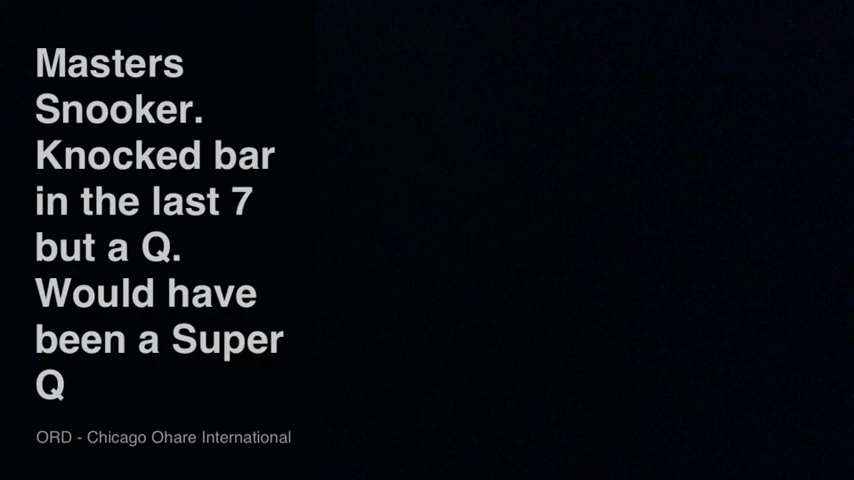 Masters
Snooker.
Knocked bar
in the last 7
but a Q.
Would have
been a Super
Q
ORD - Chicago Ohare International